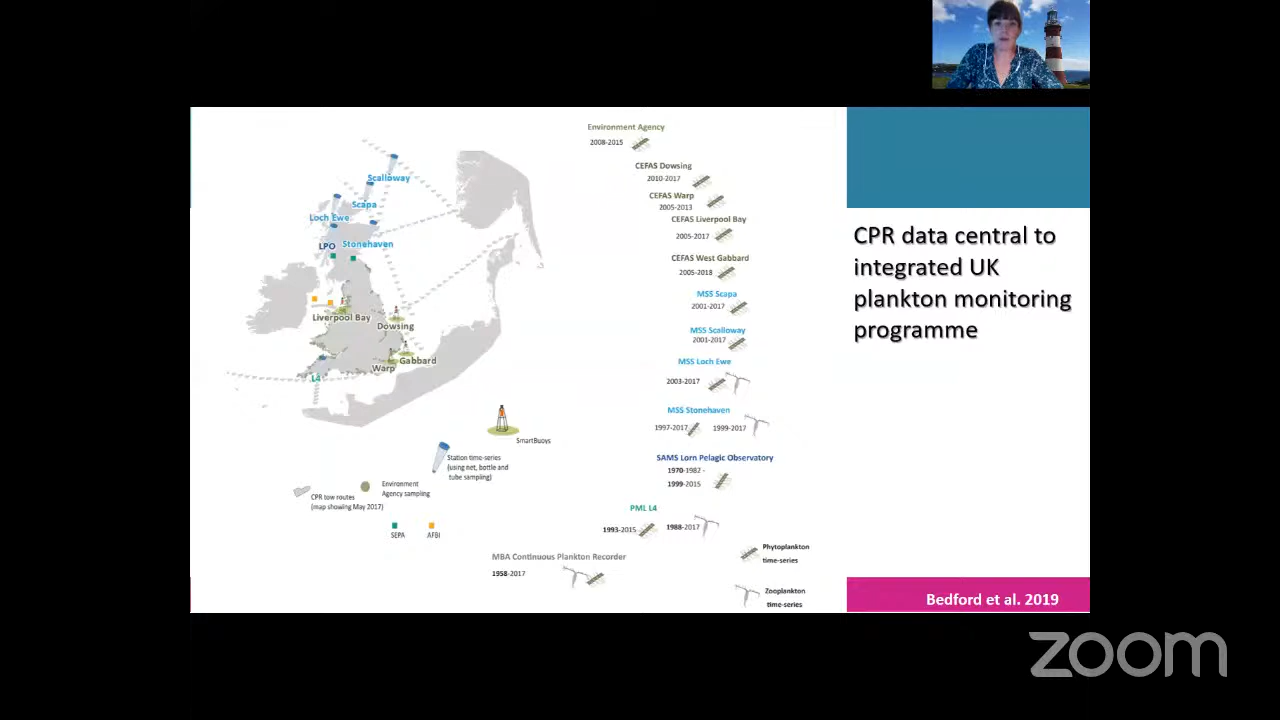 Scalloway
Scapa
Loch Ewe
LPO
Stonehaven
Liverpool Bay
Dowsing
Gabbard
Warp
L4
SmartBuoys
Station time-series
(using net, bottle and
tube sampling)
Environment
Agency sampling
CPR tow routes
(map showing May 2017)
SEPA
AFBI
Environment Agency
2008-2015
CEFAS Dowsing
2010-2017
CEFAS Warp
2005-2013
CEFAS Liverpool Bay
2005-2017
CEFAS West Gabbard
2005-2018
MSS Scapa
2001-2017
MSS Scalloway
2001-2017
MSS Loch Ewe
2003-2017
MSS Stonehaven
1997-2017
1999-2017
SAMS Lorn Pelagic Observatory
1970-1982 -
1999-2015
PML L4
1993-2015
1988-2017
MBA Continuous Plankton Recorder
1958-2017
Phytoplankton
time-series
Zooplankton
time-series
CPR data central to
integrated UK
plankton monitoring
programme
Bedford et al. 2019
zoom